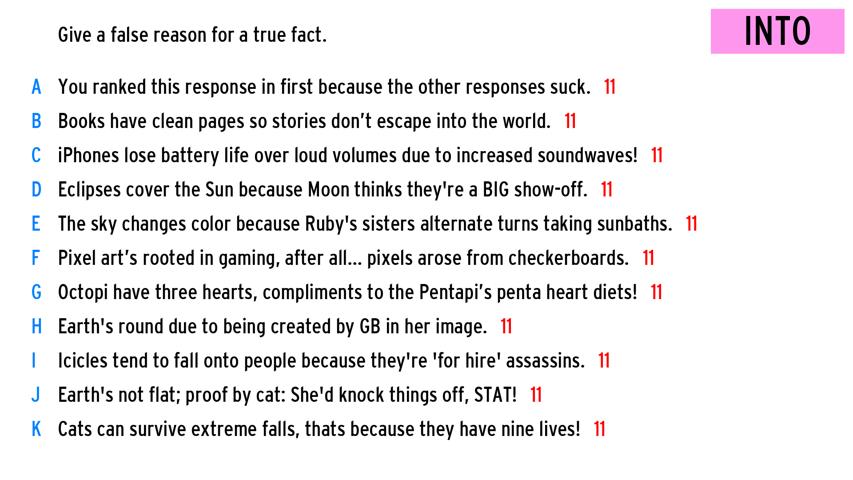 Give a false reason for a true fact.
INTO
A You ranked this response in first because the other responses suck. 11
B Books have clean pages so stories don’t escape into the world. 11
C iPhones lose battery life over loud volumes due to increased soundwaves! 11
D Eclipses cover the Sun because Moon thinks they're a BIG show-off. 11
E The sky changes color because Ruby's sisters alternate turns taking sunbaths. 11
F Pixel art’s rooted in gaming, after all... pixels arose from checkerboards. 11
G Octopi have three hearts, compliments to the Pentapi’s penta heart diets! 11
H Earth's round due to being created by GB in her image. 11
I Icicles tend to fall onto people because they're 'for hire' assassins. 11
J Earth's not flat; proof by cat: She'd knock things off, STAT! 11
K Cats can survive extreme falls, thats because they have nine lives! 11